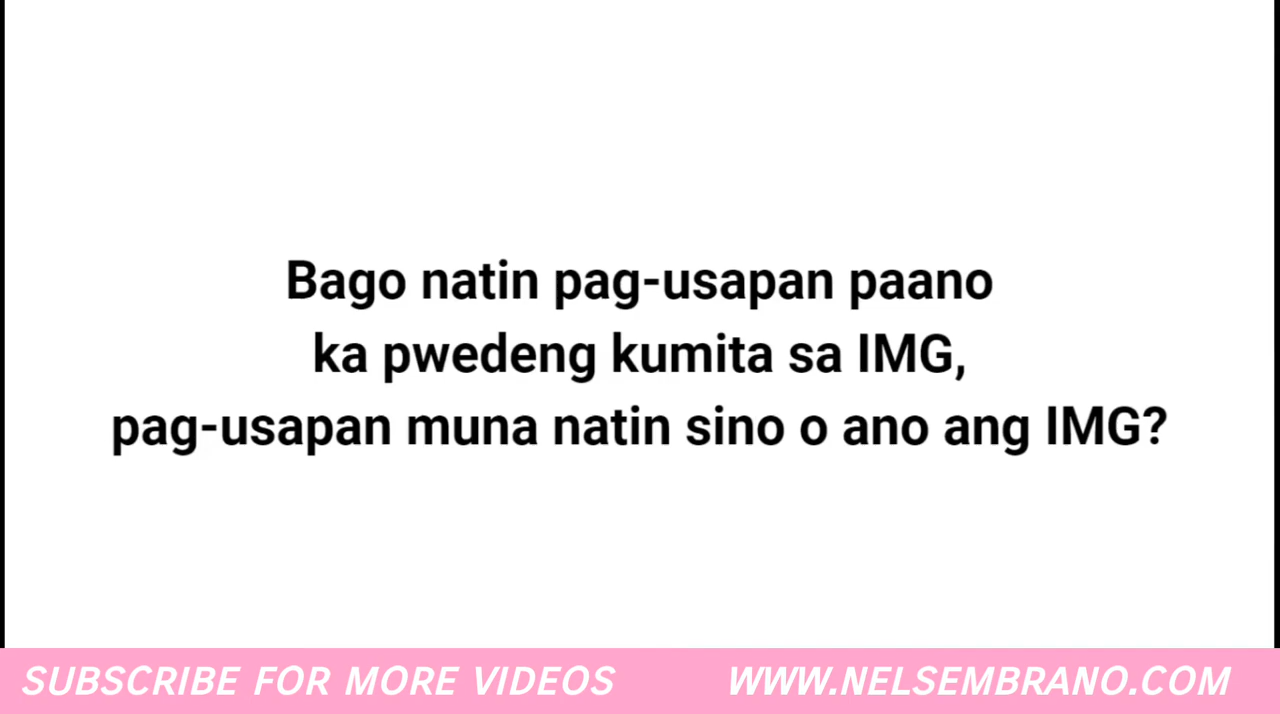 Bago natin pag-usapan paano
ka pwedeng kumita sa IMG,
pag-usapan muna natin sino o ano ang IMG?
SUBSCRIBE FOR MORE VIDEOS
WWW.NELSEMBRANO.COM